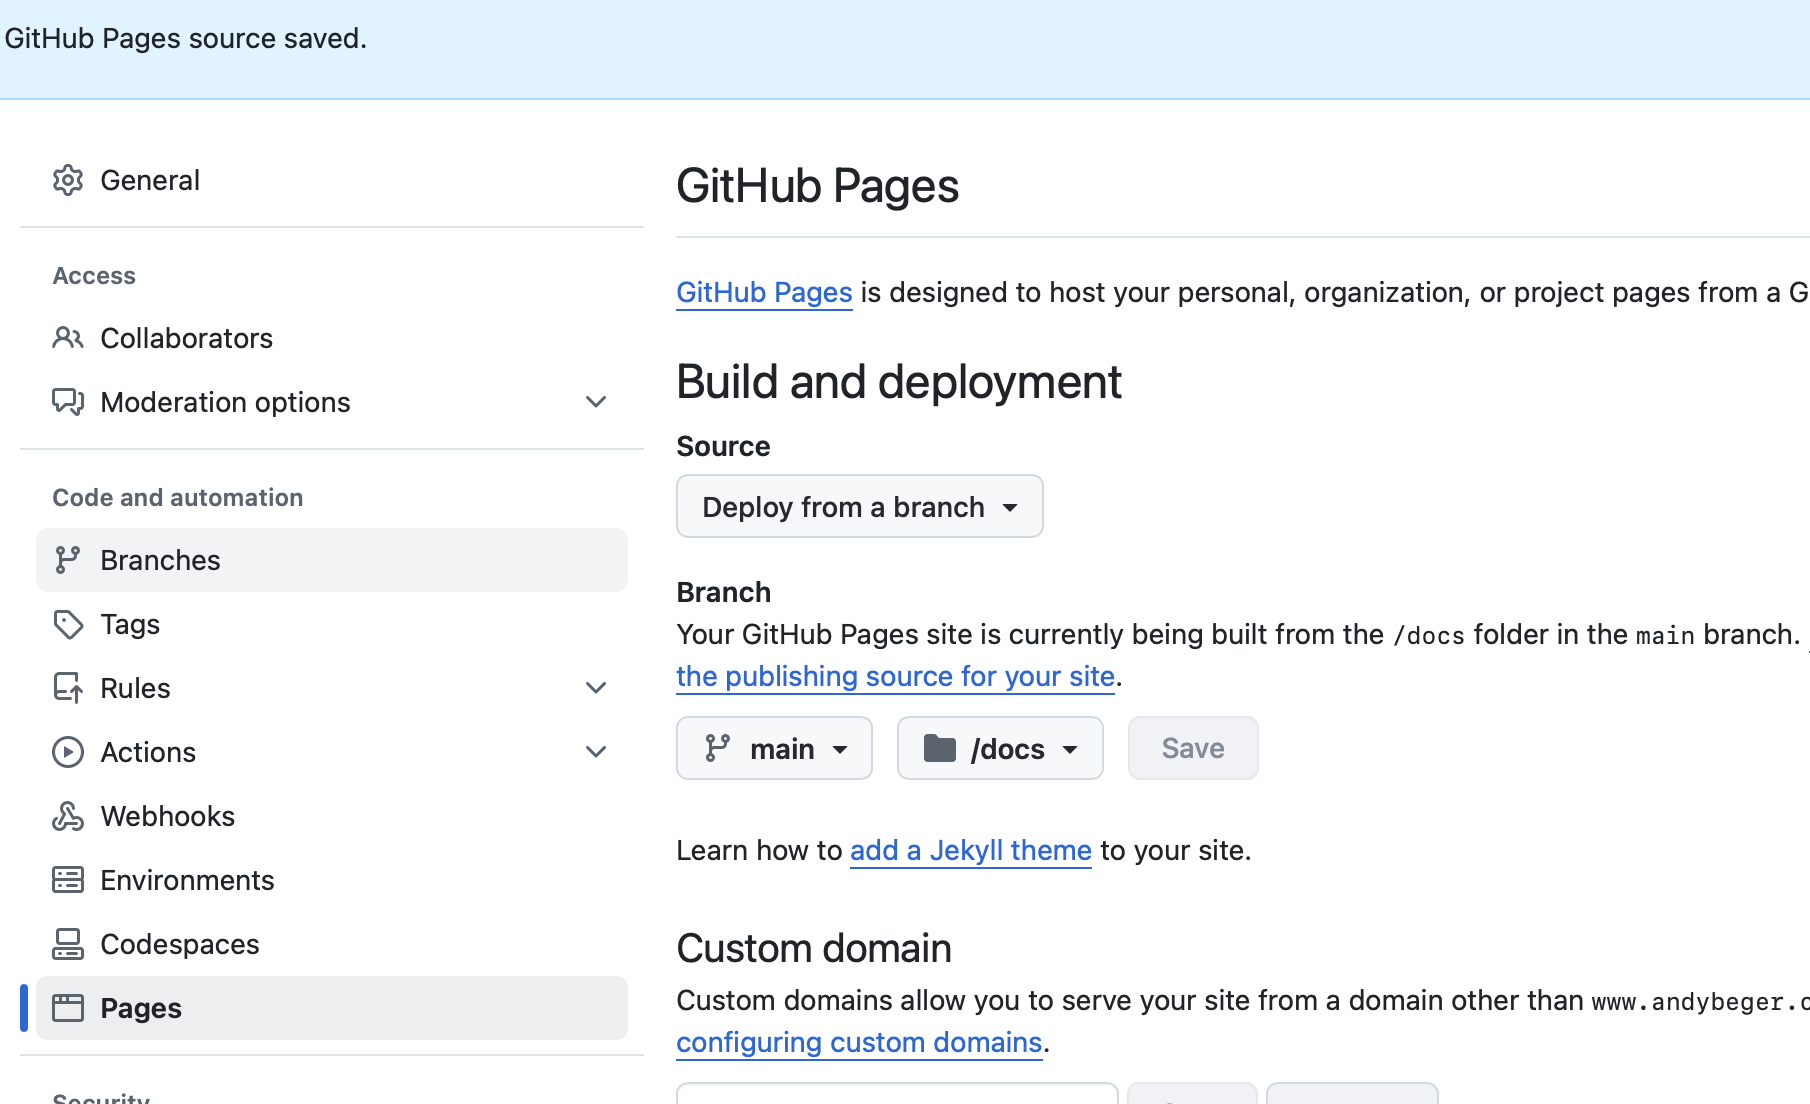 GitHub Pages source saved.
General
Access
Collaborators
Moderation options
Code and automation
Branches
Tags
Rules
Actions
Webhooks
Environments
Codespaces
Pages
Security
GitHub Pages
GitHub Pages is designed to host your personal, organization, or project pages from a G
Build and deployment
Source
Deploy from a branch
Branch
Your GitHub Pages site is currently being built from the /docs folder in the main branch.
the publishing source for your site.
main
/docs
Save
Learn how to add a Jekyll theme to your site.
Custom domain
Custom domains allow you to serve your site from a domain other than www.andybeger.c
configuring custom domains.